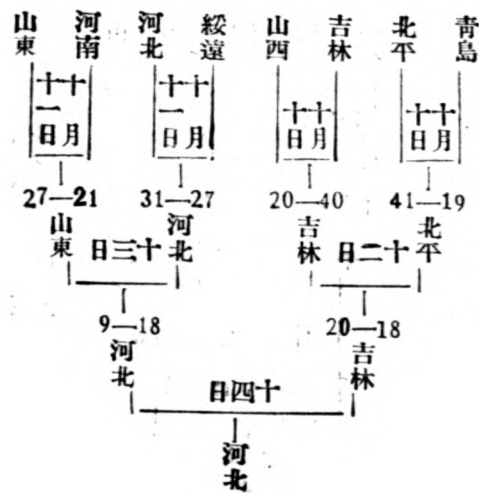 青島
北平
吉林
山西
綏遠
河北
河南
山東
十月
十日
十月
十日
十月
十一日
十月
十一日
41—19
20—40
31—27
27—21
北平
十二日
吉林
河北
十三日
山東
20—18
9—18
吉林
河北
十四日
河北